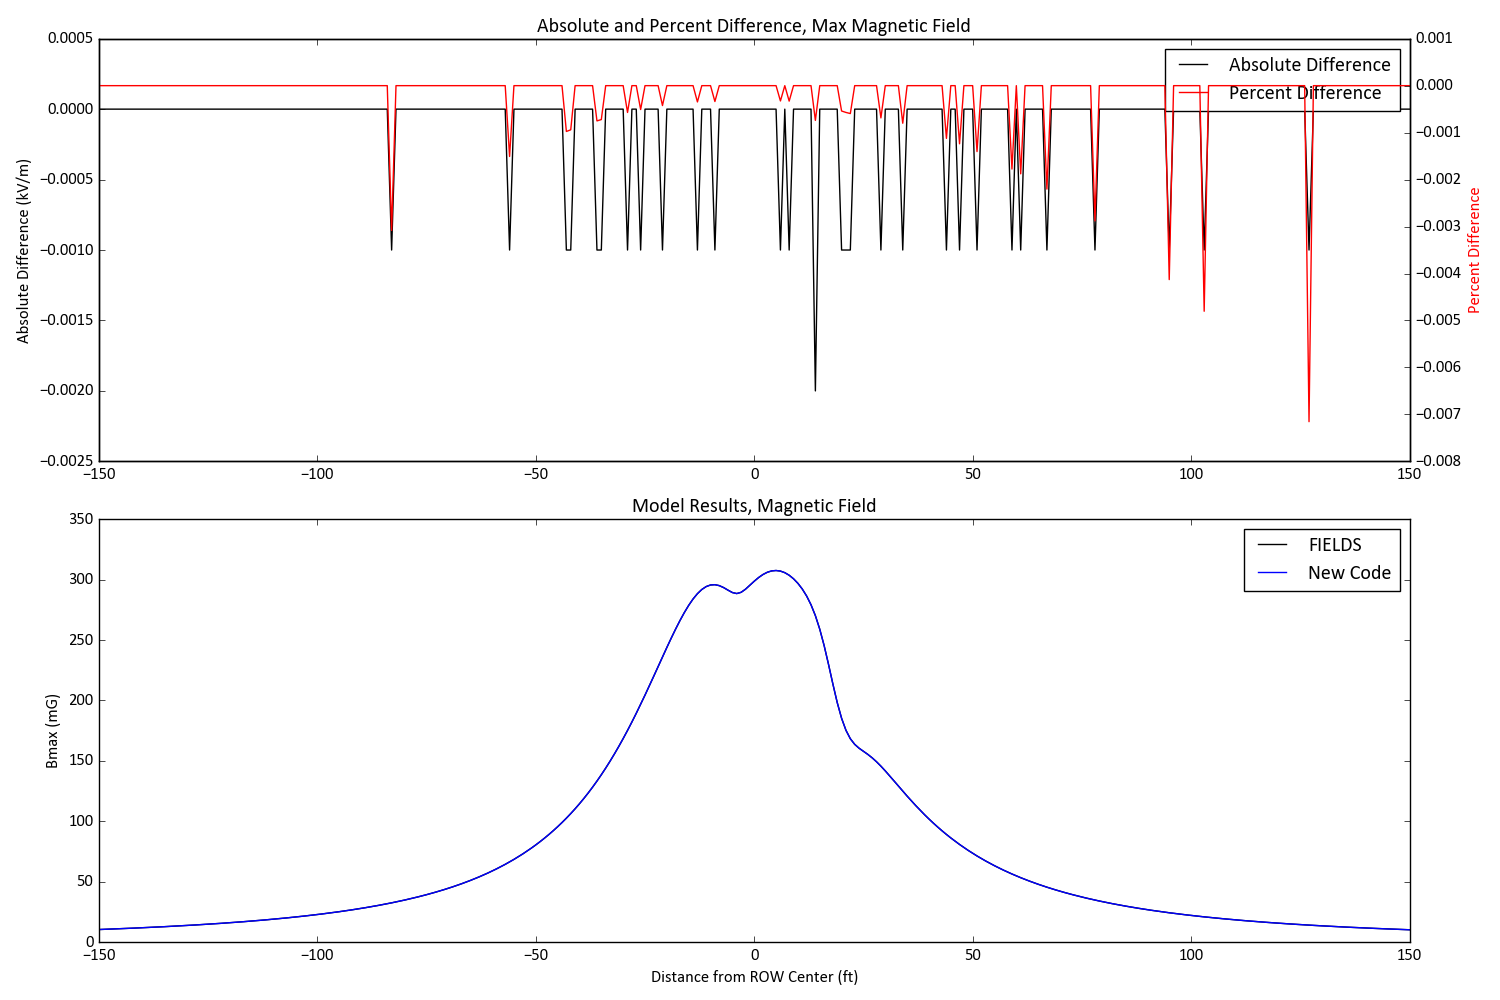 Absolute and Percent Difference, Max Magnetic Field
Absolute Difference (kV/m)
0.0005
0.0000
−0.0005
−0.0010
−0.0015
−0.0020
−0.0025
Absolute Difference
Percent Difference
0.001
0.000
−0.001
−0.002
−0.003
−0.004
−0.005
−0.006
−0.007
−0.008
Percent Difference
−150 −100 −50 0 50 100 150
Model Results, Magnetic Field
Bmax (mG)
350
300
250
200
150
100
50
0
FIELDS
New Code
−150 −100 −50 0 50 100 150
Distance from ROW Center (ft)